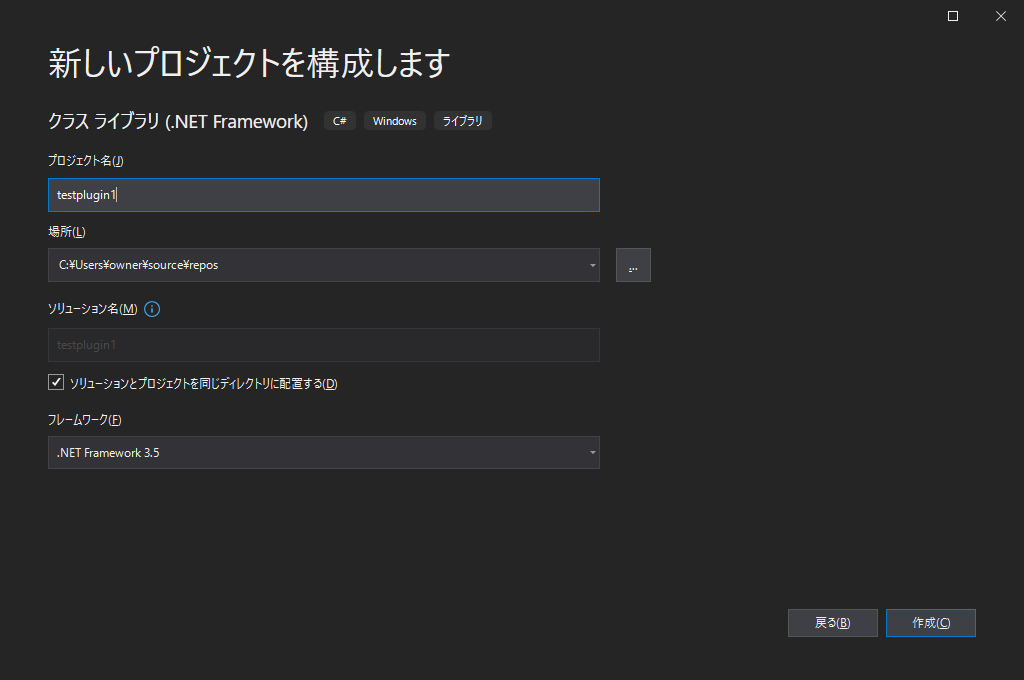 新しいプロジェクトを構成します
クラス ライブラリ (.NET Framework) C# Windows ライブラリ
プロジェクト名(J)
testplugin1
場所(L)
C:¥Users¥owner¥source¥repos
...
ソリューション名(M)
testplugin1
ソリューションとプロジェクトを同じディレクトリに配置する(D)
フレームワーク(F)
.NET Framework 3.5
戻る(B) 作成(C)